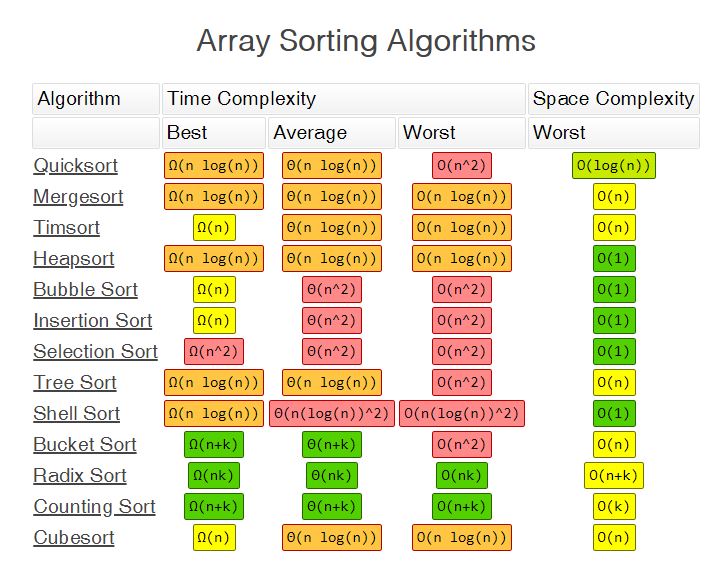 Array Sorting Algorithms
Algorithm Time Complexity Space Complexity
Best Average Worst Worst
Quicksort Ω(n log(n)) Θ(n log(n)) O(n^2) O(log(n))
Mergesort Ω(n log(n)) Θ(n log(n)) O(n log(n)) O(n)
Timsort Ω(n) Θ(n log(n)) O(n log(n)) O(n)
Heapsort Ω(n log(n)) Θ(n log(n)) O(n log(n)) O(1)
Bubble Sort Ω(n) Θ(n^2) O(n^2) O(1)
Insertion Sort Ω(n) Θ(n^2) O(n^2) O(1)
Selection Sort Ω(n^2) Θ(n^2) O(n^2) O(1)
Tree Sort Ω(n log(n)) Θ(n log(n)) O(n^2) O(n)
Shell Sort Ω(n log(n)) Θ(n(log(n))^2) O(n(log(n))^2) O(1)
Bucket Sort Ω(n+k) Θ(n+k) O(n^2) O(n)
Radix Sort Ω(nk) Θ(nk) O(nk) O(n+k)
Counting Sort Ω(n+k) Θ(n+k) O(n+k) O(k)
Cubesort Ω(n) Θ(n log(n)) O(n log(n)) O(n)